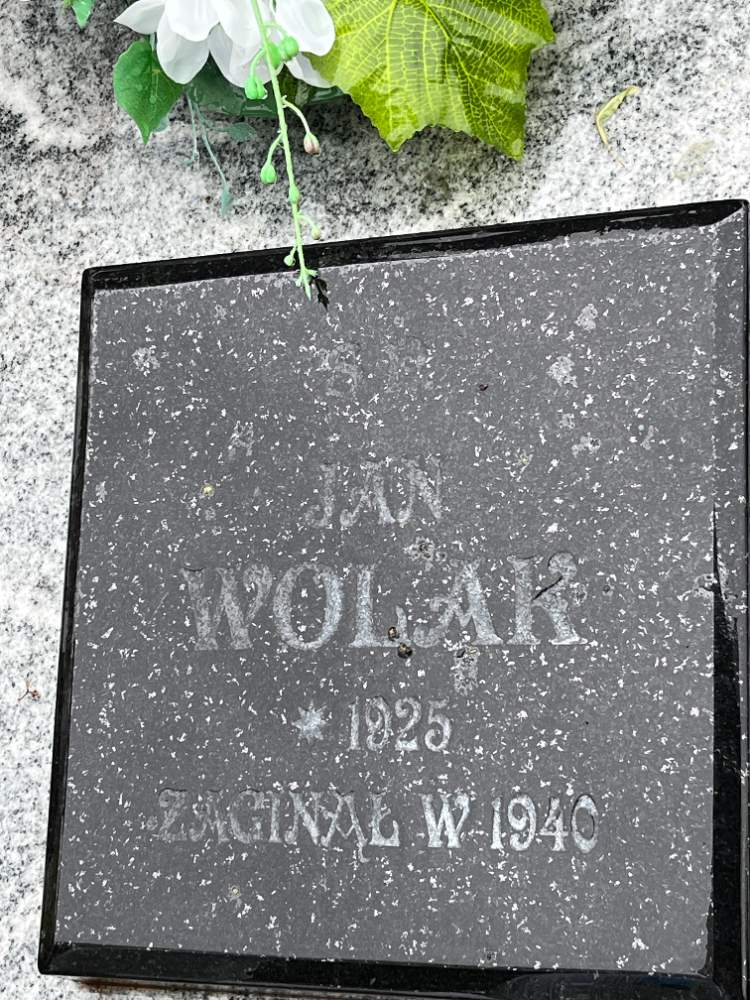 Ś.P.
JAN
WOLAK
* 1925
ZAGINĄŁ W 1940